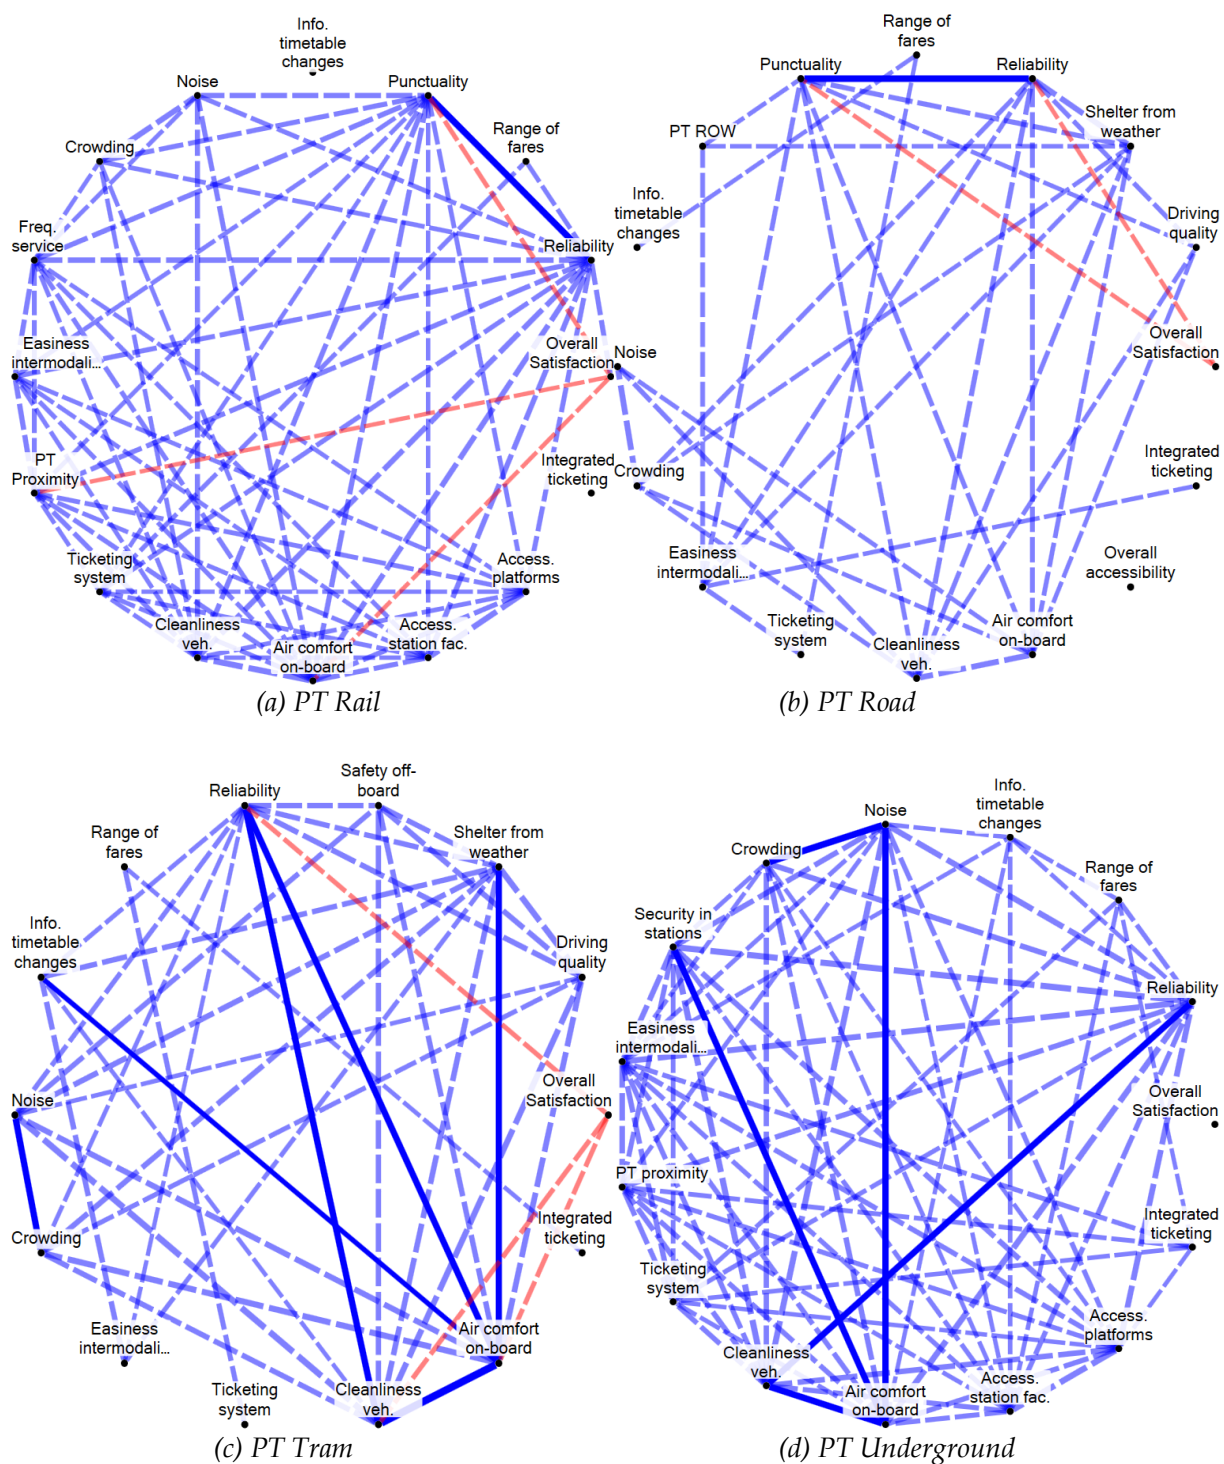 Info.
timetable
changes
Noise
Punctuality
Crowding
Range of
fares
Freq.
service
Reliability
Easiness
intermodali...
Overall
Satisfaction
PT
Proximity
Integrated
ticketing
Ticketing
system
Access.
platforms
Cleanliness
veh.
Air comfort
on-board
Access.
station fac.
(a) PT Rail
Range of
fares
Punctuality
Reliability
PT ROW
Shelter from
weather
Info.
timetable
changes
Driving
quality
Noise
Overall
Satisfaction
Crowding
Integrated
ticketing
Easiness
intermodali...
Overall
accessibility
Ticketing
system
Cleanliness
veh.
Air comfort
on-board
(b) PT Road
Safety off-
board
Reliability
Range of
fares
Shelter from
weather
Info.
timetable
changes
Driving
quality
Noise
Overall
Satisfaction
Crowding
Integrated
ticketing
Easiness
intermodali...
Air comfort
on-board
Ticketing
system
Cleanliness
veh.
(c) PT Tram
Noise
Info.
timetable
changes
Crowding
Range of
fares
Security in
stations
Reliability
Easiness
intermodali...
Overall
Satisfaction
PT proximity
Integrated
ticketing
Ticketing
system
Access.
platforms
Cleanliness
veh.
Air comfort
on-board
Access.
station fac.
(d) PT Underground